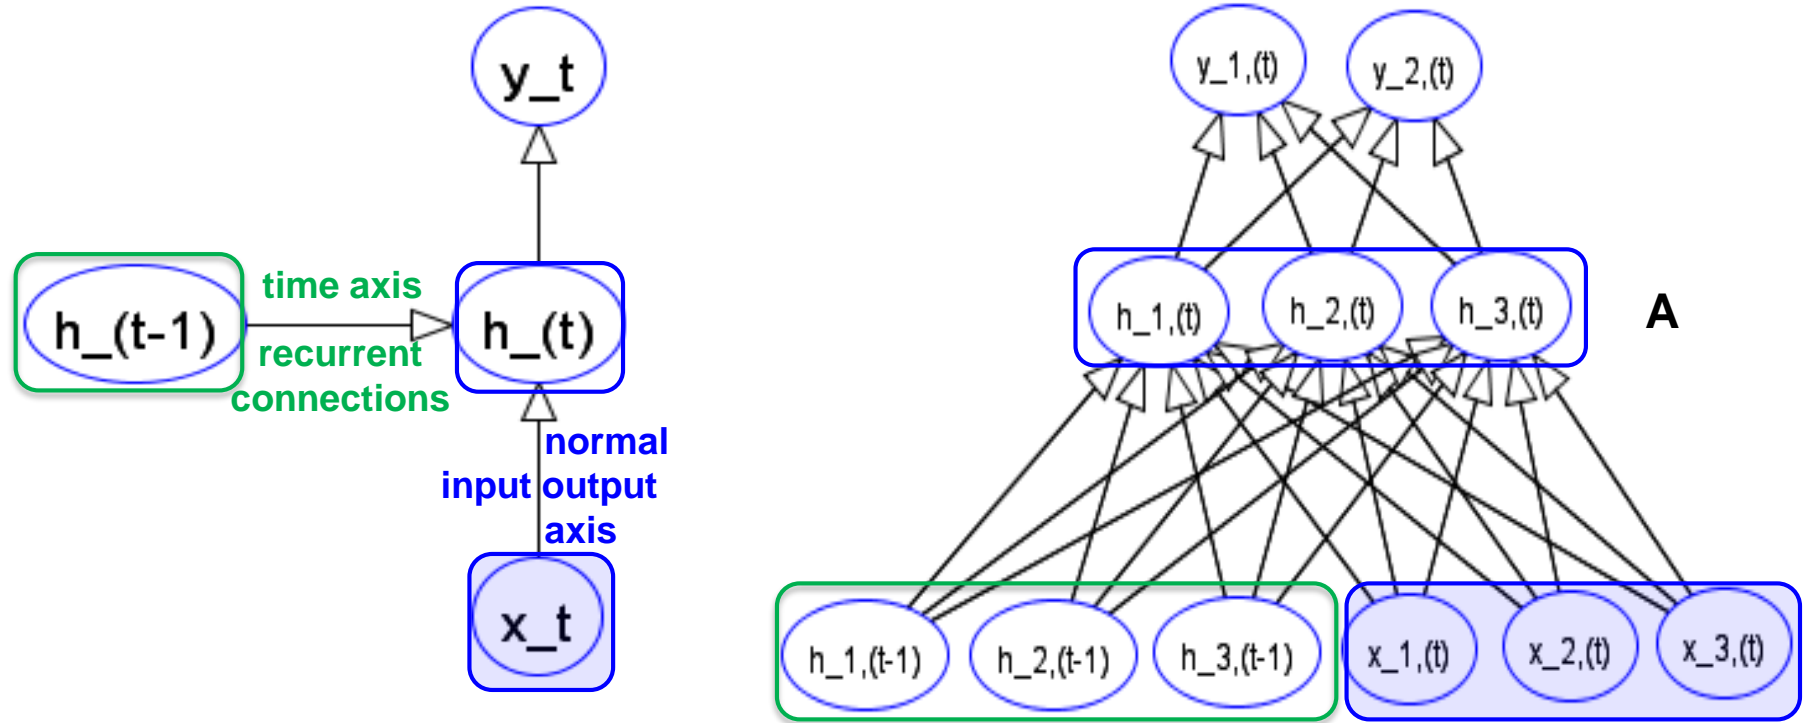 y_t
time axis
h_(t-1)
h_(t)
recurrent
connections
normal
input output
axis
x_t
y_1,(t)
y_2,(t)
h_1,(t)
h_2,(t)
h_3,(t)
A
h_1,(t-1)
h_2,(t-1)
h_3,(t-1)
x_1,(t)
x_2,(t)
x_3,(t)